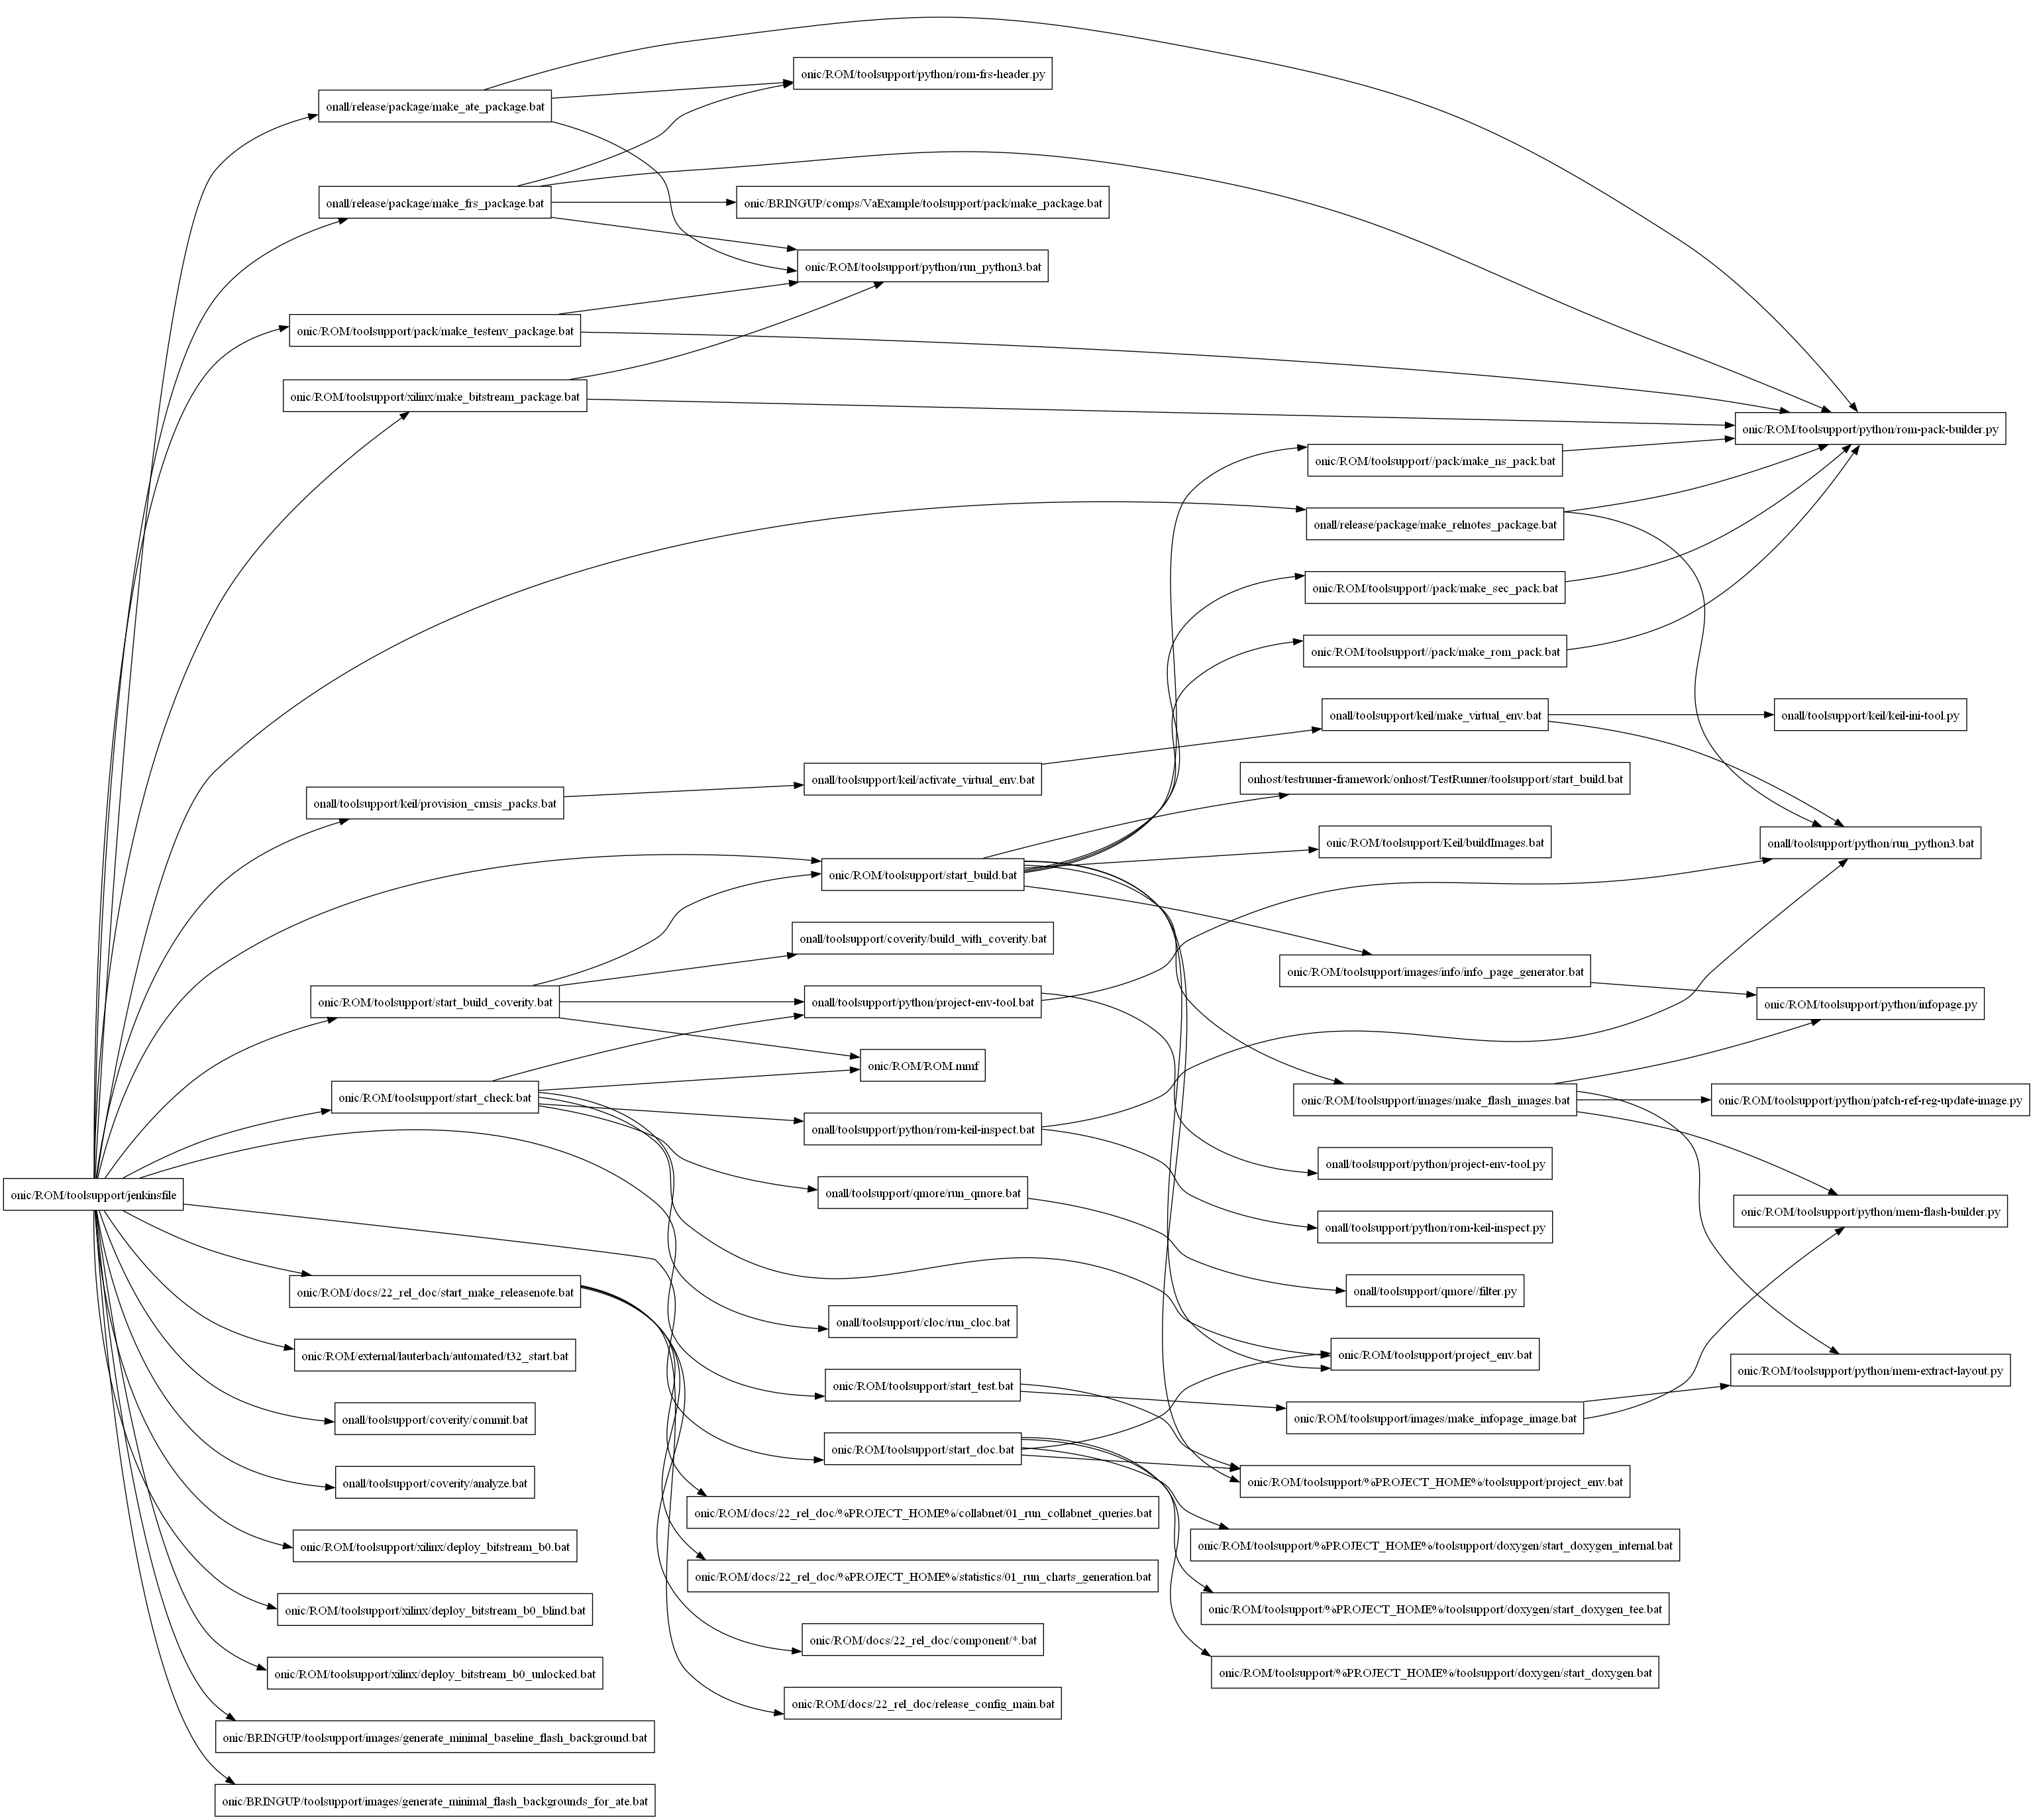 onic/ROM/toolsupport/python/rom-frs-header.py
onall/release/package/make_ate_package.bat
onall/release/package/make_frs_package.bat
onic/BRINGUP/comps/VaExample/toolsupport/pack/make_package.bat
onic/ROM/toolsupport/python/run_python3.bat
onic/ROM/toolsupport/pack/make_testenv_package.bat
onic/ROM/toolsupport/xilinx/make_bitstream_package.bat
onic/ROM/toolsupport/python/rom-pack-builder.py
onic/ROM/toolsupport//pack/make_ns_pack.bat
onall/release/package/make_relnotes_package.bat
onic/ROM/toolsupport//pack/make_sec_pack.bat
onic/ROM/toolsupport//pack/make_rom_pack.bat
onall/toolsupport/keil/make_virtual_env.bat
onall/toolsupport/keil/keil-ini-tool.py
onall/toolsupport/keil/activate_virtual_env.bat
onhost/testrunner-framework/onhost/TestRunner/toolsupport/start_build.bat
onall/toolsupport/keil/provision_cmsis_packs.bat
onic/ROM/toolsupport/Keil/buildImages.bat
onall/toolsupport/python/run_python3.bat
onic/ROM/toolsupport/start_build.bat
onall/toolsupport/coverity/build_with_coverity.bat
onic/ROM/toolsupport/images/info/info_page_generator.bat
onic/ROM/toolsupport/start_build_coverity.bat
onall/toolsupport/python/project-env-tool.bat
onic/ROM/toolsupport/python/infopage.py
onic/ROM/ROM.mmf
onic/ROM/toolsupport/start_check.bat
onic/ROM/toolsupport/images/make_flash_images.bat
onic/ROM/toolsupport/python/patch-ref-reg-update-image.py
onall/toolsupport/python/rom-keil-inspect.bat
onall/toolsupport/python/project-env-tool.py
onic/ROM/toolsupport/jenkinsfile
onall/toolsupport/qmore/run_qmore.bat
onic/ROM/toolsupport/python/mem-flash-builder.py
onall/toolsupport/python/rom-keil-inspect.py
onic/ROM/docs/22_rel_doc/start_make_releasenote.bat
onall/toolsupport/qmore//filter.py
onall/toolsupport/cloc/run_cloc.bat
onic/ROM/external/lauterbach/automated/t32_start.bat
onic/ROM/toolsupport/project_env.bat
onic/ROM/toolsupport/python/mem-extract-layout.py
onic/ROM/toolsupport/start_test.bat
onall/toolsupport/coverity/commit.bat
onic/ROM/toolsupport/images/make_infopage_image.bat
onic/ROM/toolsupport/start_doc.bat
onall/toolsupport/coverity/analyze.bat
onic/ROM/toolsupport/%PROJECT_HOME%/toolsupport/project_env.bat
onic/ROM/docs/22_rel_doc/%PROJECT_HOME%/collabnet/01_run_collabnet_queries.bat
onic/ROM/toolsupport/xilinx/deploy_bitstream_b0.bat
onic/ROM/toolsupport/%PROJECT_HOME%/toolsupport/doxygen/start_doxygen_internal.bat
onic/ROM/docs/22_rel_doc/%PROJECT_HOME%/statistics/01_run_charts_generation.bat
onic/ROM/toolsupport/xilinx/deploy_bitstream_b0_blind.bat
onic/ROM/toolsupport/%PROJECT_HOME%/toolsupport/doxygen/start_doxygen_tee.bat
onic/ROM/docs/22_rel_doc/component/*.bat
onic/ROM/toolsupport/xilinx/deploy_bitstream_b0_unlocked.bat
onic/ROM/toolsupport/%PROJECT_HOME%/toolsupport/doxygen/start_doxygen.bat
onic/ROM/docs/22_rel_doc/release_config_main.bat
onic/BRINGUP/toolsupport/images/generate_minimal_baseline_flash_background.bat
onic/BRINGUP/toolsupport/images/generate_minimal_flash_backgrounds_for_ate.bat